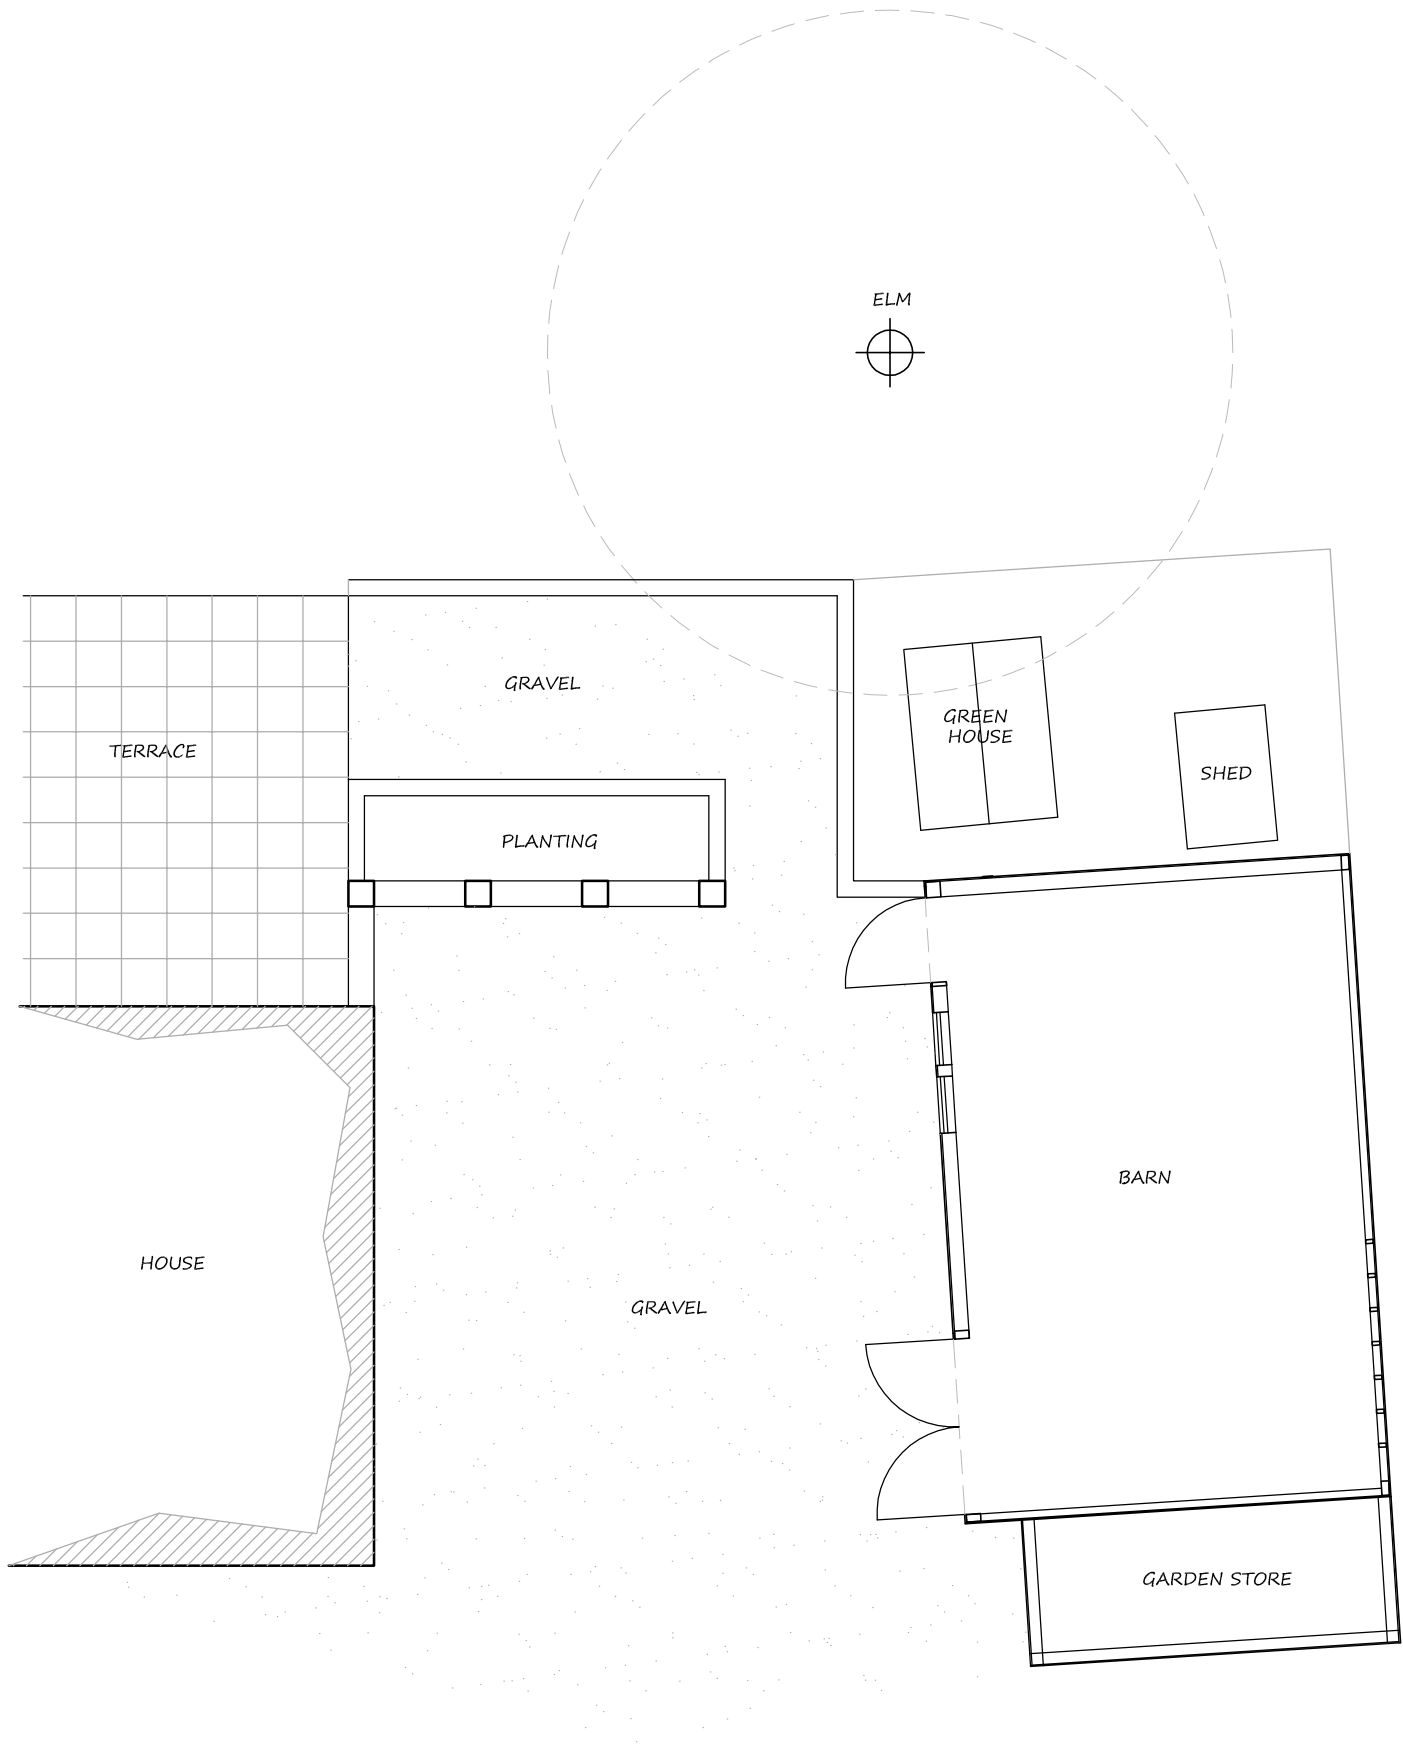 ELM
GRAVEL
GREEN
HOUSE
TERRACE
SHED
PLANTING
BARN
HOUSE
GRAVEL
GARDEN STORE